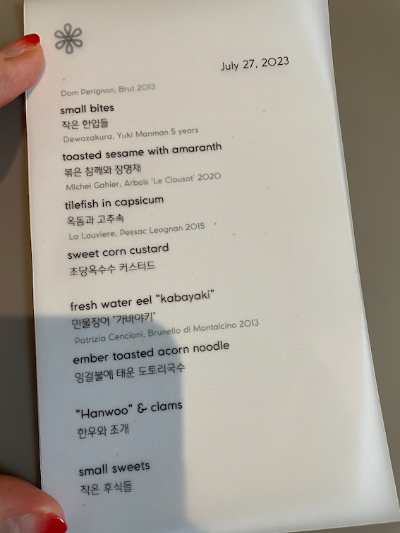 July 27, 2023
Dom Perignon, Brut 2013
small bites
작은 한입들
Dewazakura, Yuki Manman 5 years
toasted sesame with amaranth
볶은 참깨와 장명채
Michel Gahier, Arbois 'Le Clousot' 2020
tilefish in capsicum
옥돔과 고추속
La Louviere, Pessac Leognan 2015
sweet corn custard
초당옥수수 커스터드
fresh water eel "kabayaki"
민물장어 "가바야키"
Patrizia Cencioni, Brunello di Montalcino 2013
ember toasted acorn noodle
잉걸불에 태운 도토리국수
"Hanwoo" & clams
한우와 조개
small sweets
작은 후식들